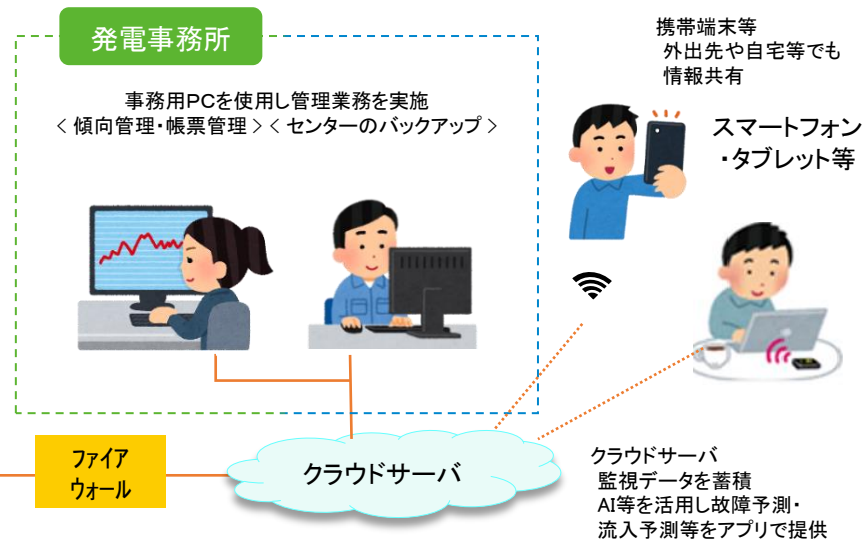 発電事務所
事務用PCを使用し管理業務を実施
<傾向管理・帳票管理><センターのバックアップ>
携帯端末等
外出先や自宅等でも
情報共有
スマートフォン
・タブレット等
ファイア
ウォール
クラウドサーバ
クラウドサーバ
監視データを蓄積
AI等を活用し故障予測・
流入予測等をアプリで提供